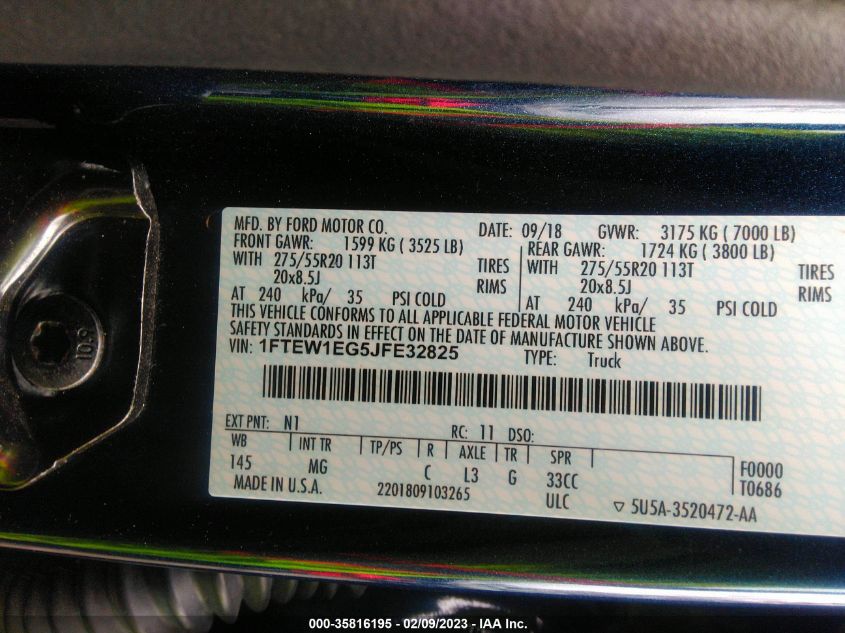 MFD. BY FORD MOTOR CO. DATE: 09/18 GVWR: 3175 KG ( 7000 LB)
FRONT GAWR: 1599 KG ( 3525 LB) REAR GAWR: 1724 KG ( 3800 LB)
WITH 275/55R20 113T TIRES WITH 275/55R20 113T TIRES
20x8.5J RIMS 20x8.5J RIMS
AT 240 kPa/ 35 PSI COLD AT 240 kPa/ 35 PSI COLD
THIS VEHICLE CONFORMS TO ALL APPLICABLE FEDERAL MOTOR VEHICLE
SAFETY STANDARDS IN EFFECT ON THE DATE OF MANUFACTURE SHOWN ABOVE.
VIN: 1FTEW1EG5JFE32825 TYPE: Truck
EXT PNT: N1 RC: 11 DSO:
WB INT TR TP/PS R AXLE TR SPR F0000
145 MG C L3 G 33CC T0686
MADE IN U.S.A. 2201809103265 ULC ▽ 5U5A-3520472-AA
10.9
000-35816195 - 02/09/2023 - IAA Inc.